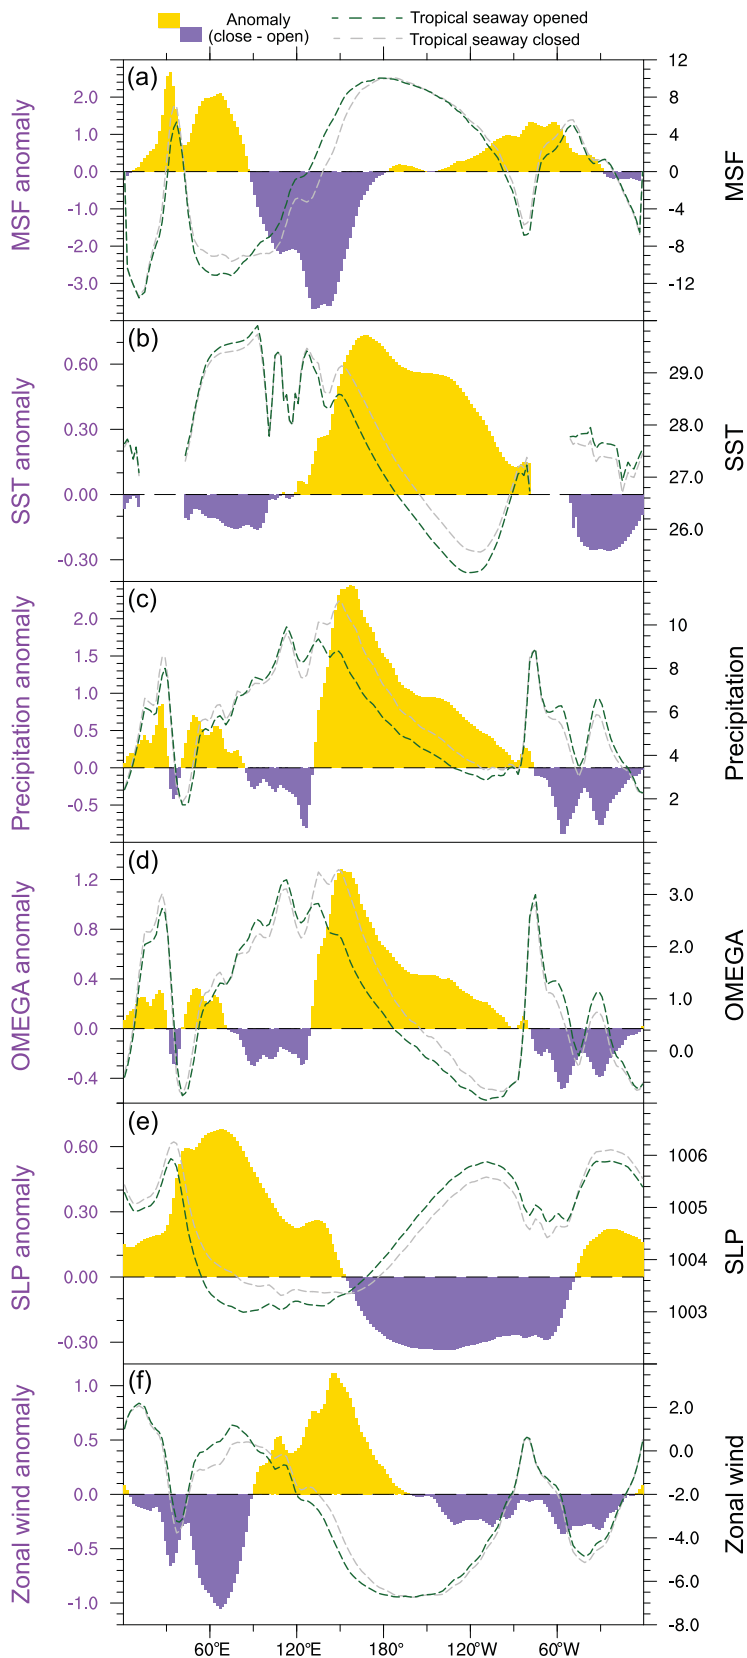 Anomaly
(close - open)
Tropical seaway opened
Tropical seaway closed
(a)
MSF anomaly
2.0
1.0
0.0
-1.0
-2.0
-3.0
12
8
4
0
-4
-8
-12
MSF
(b)
SST anomaly
0.60
0.30
0.00
-0.30
29.0
28.0
27.0
26.0
SST
(c)
Precipitation anomaly
2.0
1.5
1.0
0.5
0.0
-0.5
10
8
6
4
2
Precipitation
(d)
OMEGA anomaly
1.2
0.8
0.4
0.0
-0.4
3.0
2.0
1.0
0.0
OMEGA
(e)
SLP anomaly
0.60
0.30
0.00
-0.30
1006
1005
1004
1003
SLP
(f)
Zonal wind anomaly
1.0
0.5
0.0
-0.5
-1.0
2.0
0.0
-2.0
-4.0
-6.0
-8.0
Zonal wind
60°E 120°E 180° 120°W 60°W